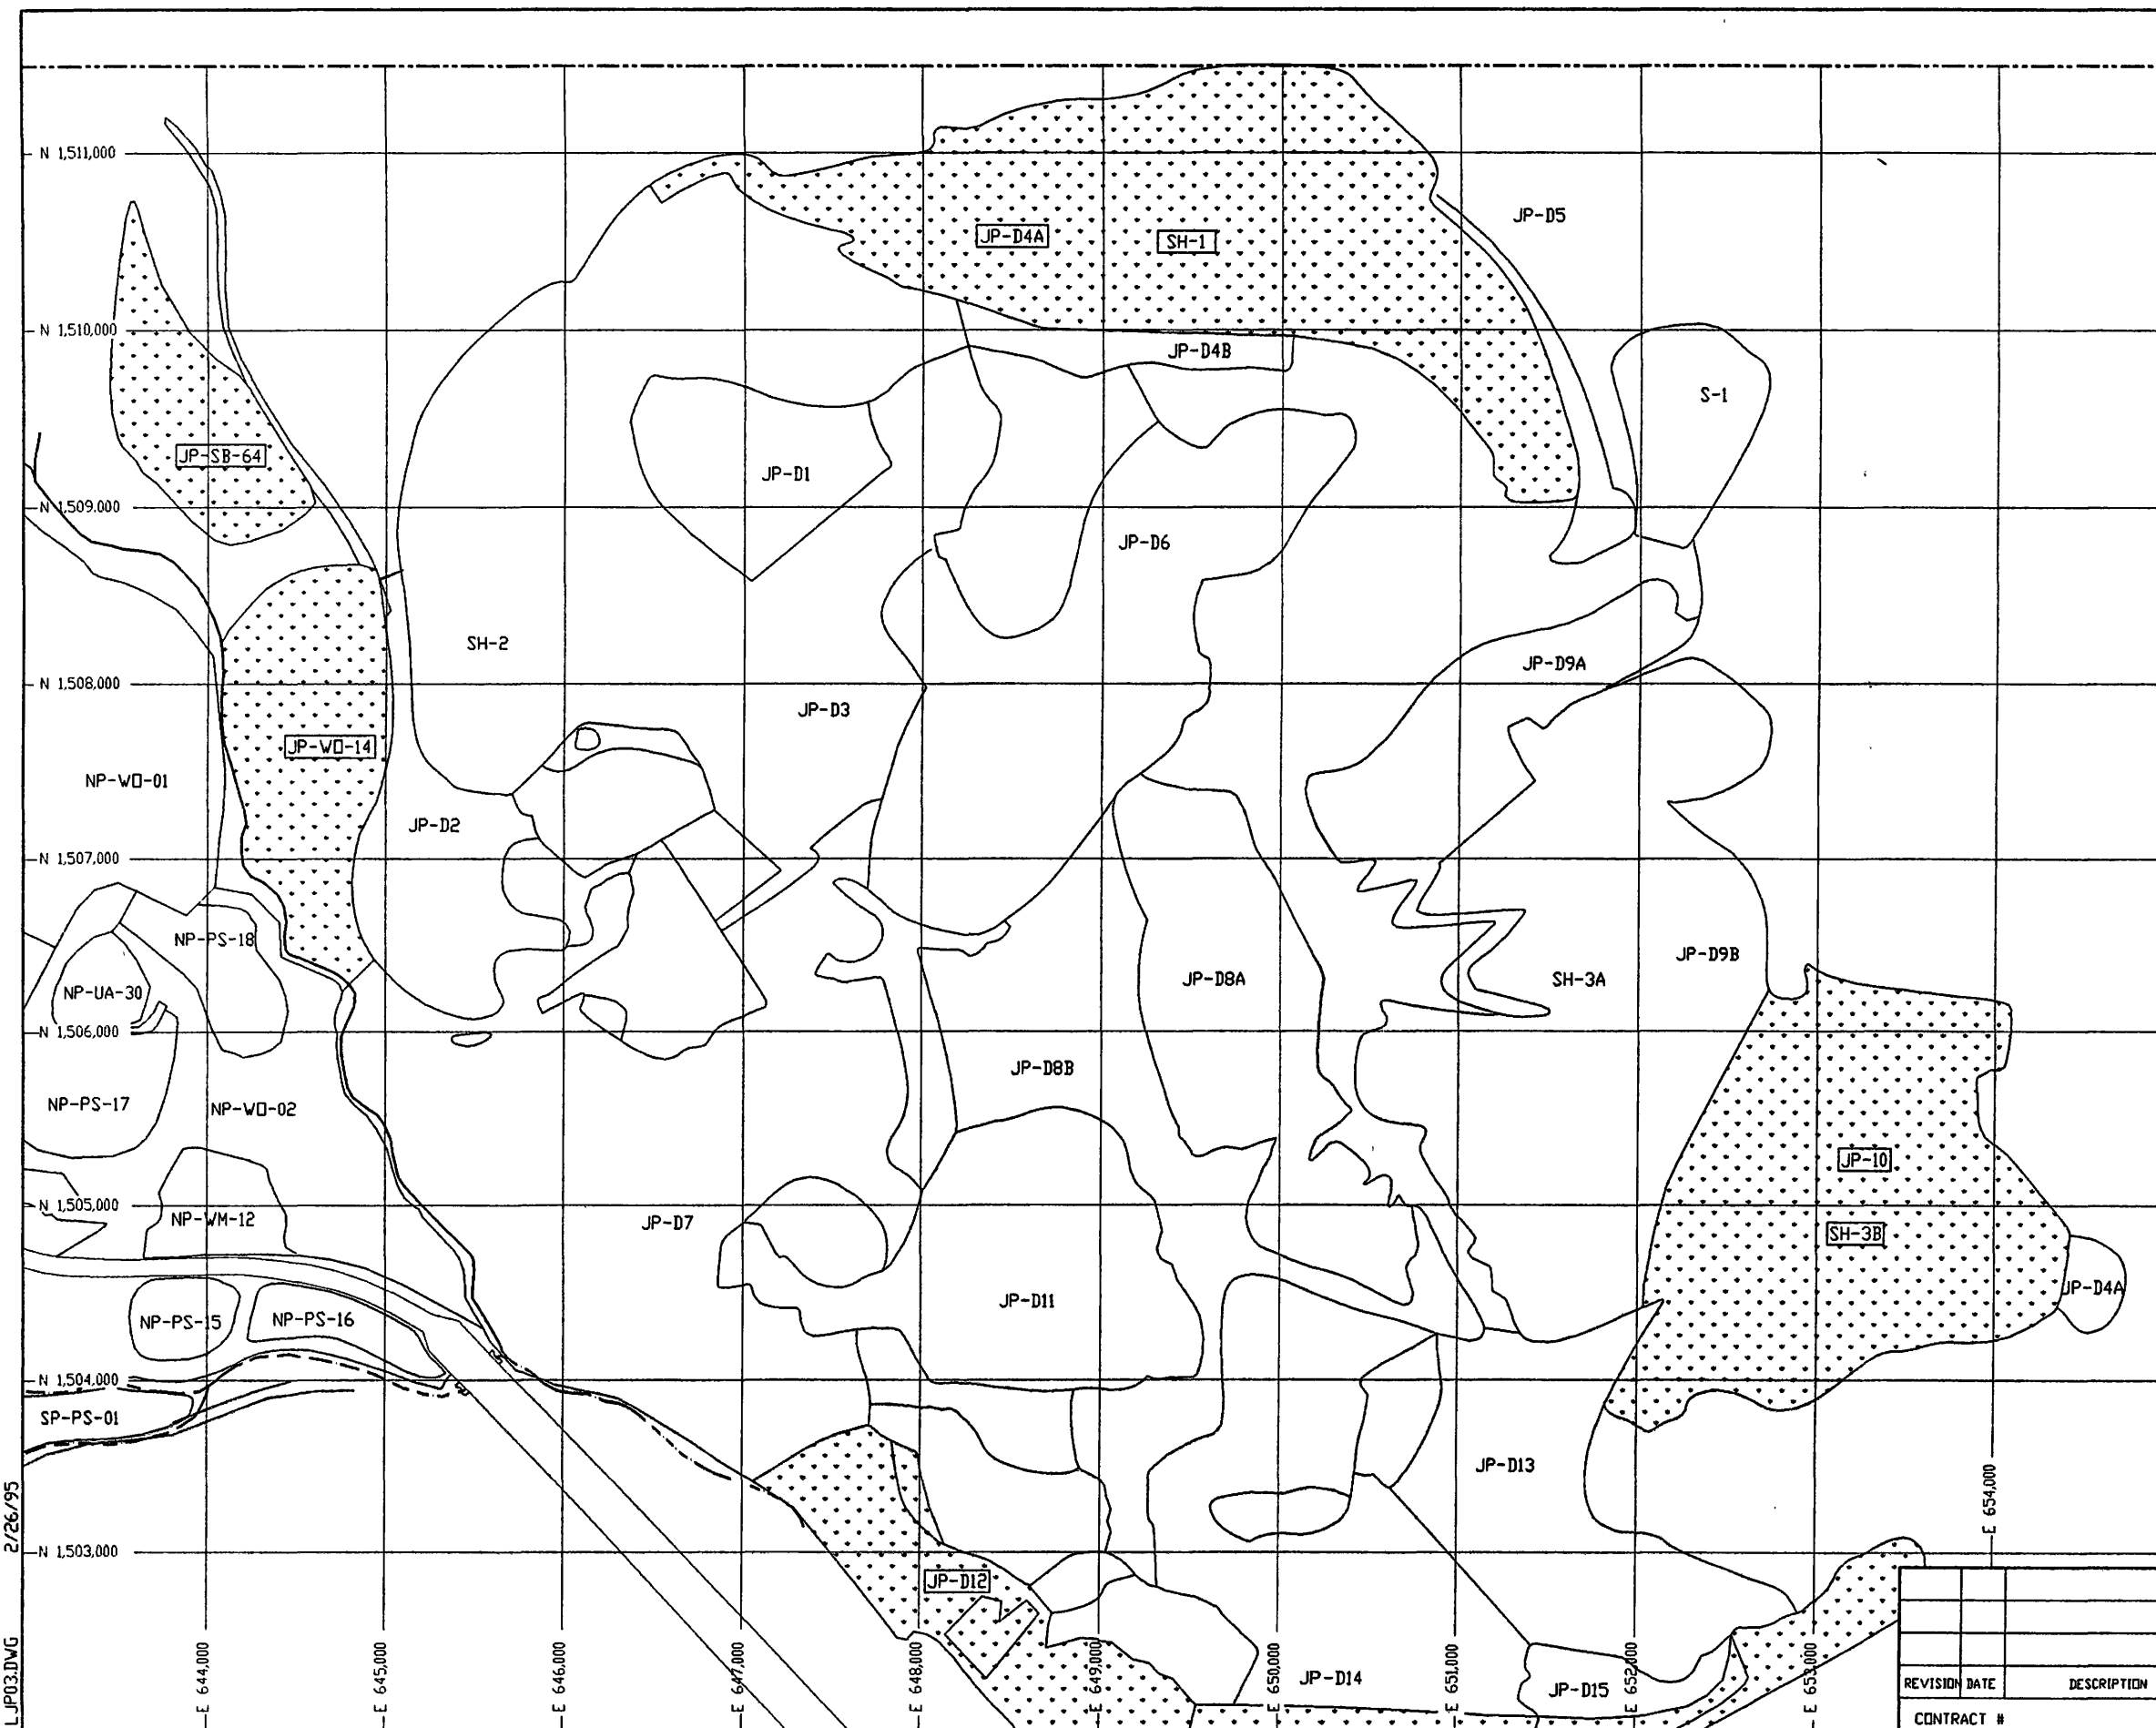 N 1,511,000
JP-D5
JP-D4A
SH-1
N 1,510,000
JP-D4B
S-1
JP-SB-64
JP-D1
N 1,509,000
JP-D6
SH-2
JP-D9A
N 1,508,000
JP-D3
JP-WO-14
NP-WO-01
JP-D2
N 1,507,000
NP-PS-18
JP-D9B
JP-D8A
SH-3A
NP-UA-30
N 1,506,000
JP-D8B
NP-PS-17
NP-WO-02
JP-10
N 1,505,000
NP-WM-12
JP-D7
SH-3B
JP-D4A
JP-D11
NP-PS-15
NP-PS-16
N 1,504,000
SP-PS-01
JP-D13
E 654,000
2/26/95
N 1,503,000
JP-D12
LJP03.DWG
E 644,000
E 645,000
E 646,000
E 647,000
E 648,000
E 649,000
E 650,000
E 651,000
E 652,000
E 653,000
JP-D14
JP-D15
REVISION DATE DESCRIPTION
CONTRACT #